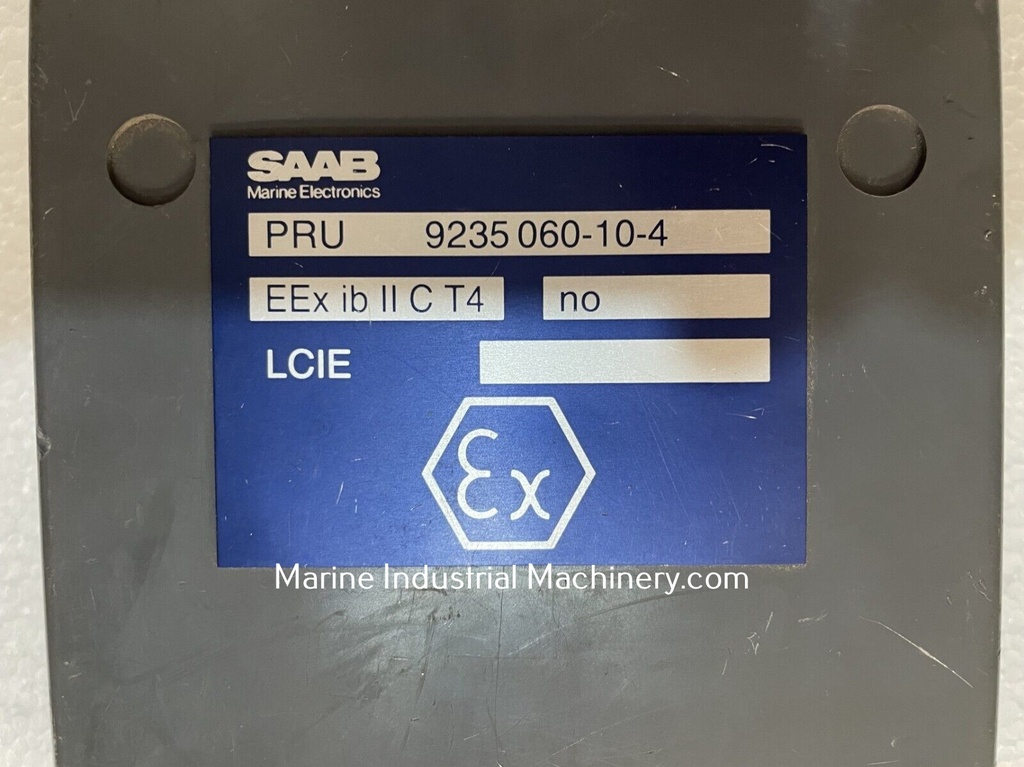 SAAB
Marine Electronics
PRU 9235 060-10-4
EEx ib II C T4 no
LCIE
Ex
Marine Industrial Machinery.com